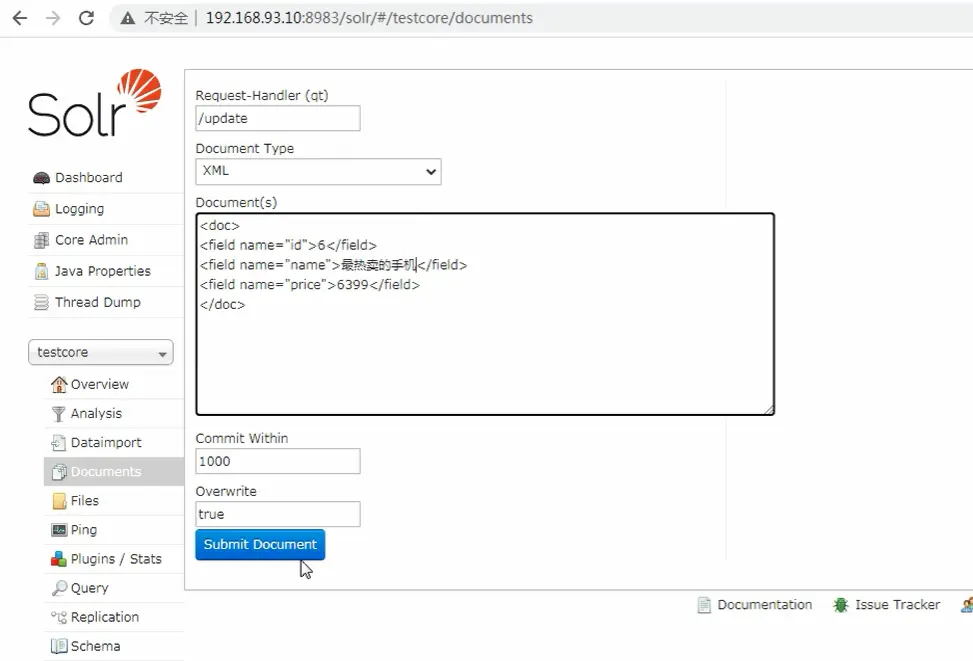 不安全 | 192.168.93.10:8983/solr/#/testcore/documents
Solr
Dashboard
Logging
Core Admin
Java Properties
Thread Dump
testcore
Overview
Analysis
Dataimport
Documents
Files
Ping
Plugins / Stats
Query
Replication
Schema
Request-Handler (qt)
/update
Document Type
XML
Document(s)
<doc>
<field name="id">6</field>
<field name="name">最热卖的手机</field>
<field name="price">6399</field>
</doc>
Commit Within
1000
Overwrite
true
Submit Document
Documentation
Issue Tracker